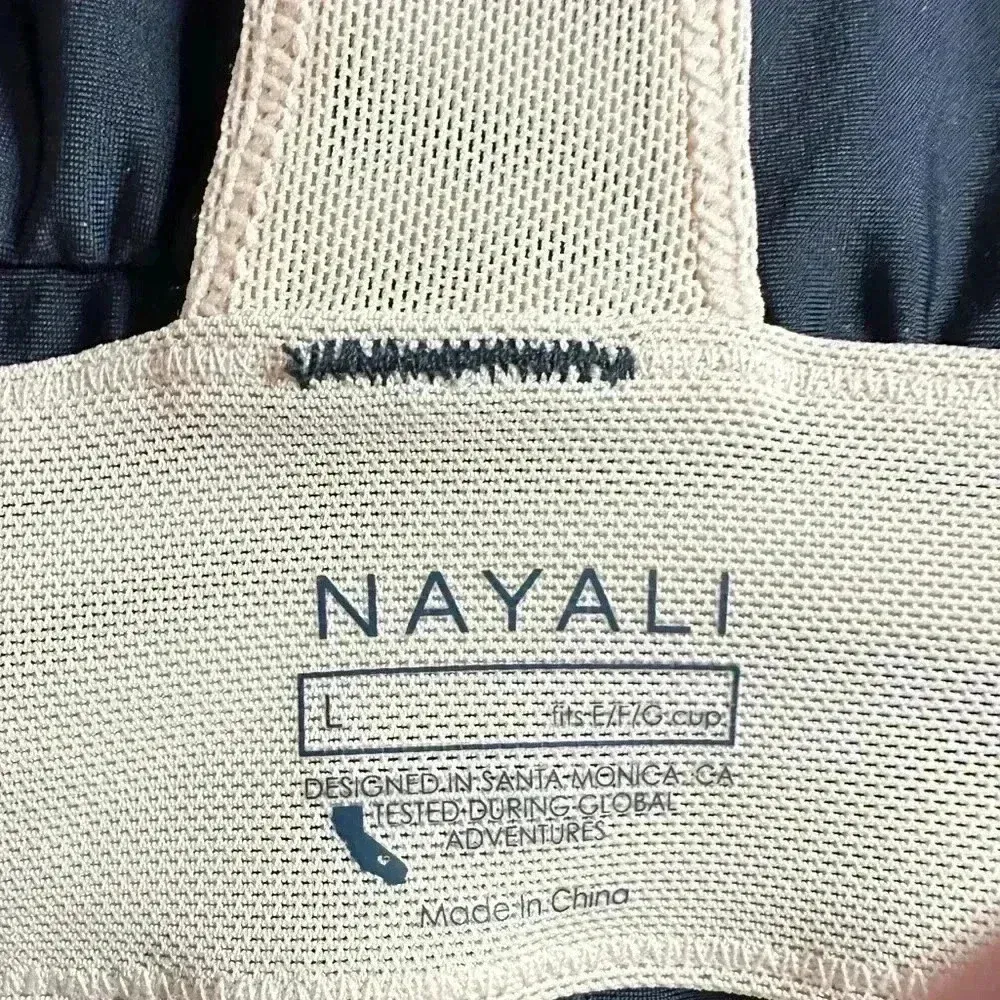 NAYALI
L fits E/F/G cup
DESIGNED IN SANTA MONICA CA
TESTED DURING GLOBAL
ADVENTURES
Made In China